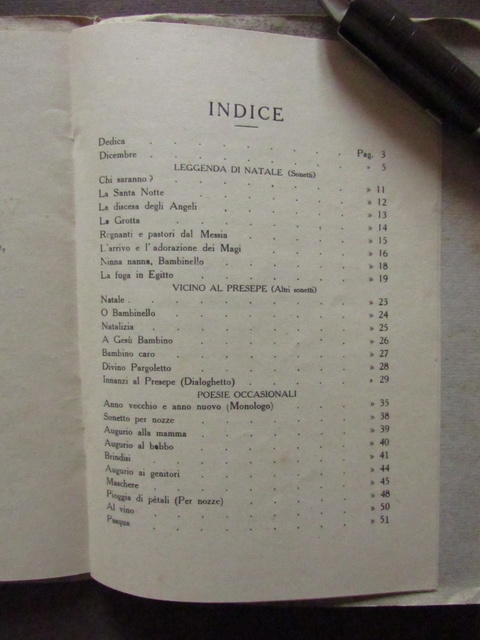 INDICE
Dedica . . . . . . . . Pag. 3
Dicembre . . . . . . . . » 5
LEGGENDA DI NATALE (Sonetti)
Chi saranno? . . . . . . . » 11
La Santa Notte . . . . . . . » 12
La discesa degli Angeli . . . . . » 13
La Grotta . . . . . . . » 14
Regnanti e pastori dal Messia . . . . » 15
L'arrivo e l'adorazione dei Magi . . . . » 16
Ninna nanna, Bambinello . . . . . » 18
La fuga in Egitto . . . . . . » 19
VICINO AL PRESEPE (Altri sonetti)
Natale . . . . . . . . » 23
O Bambinello . . . . . . . » 24
Natalizia . . . . . . . » 25
A Gesù Bambino . . . . . . » 26
Bambino caro . . . . . . . » 27
Divino Pargoletto . . . . . . » 28
Innanzi al Presepe (Dialoghetto) . . . . » 29
POESIE OCCASIONALI
Anno vecchio e anno nuovo (Monologo) . . . » 35
Sonetto per nozze . . . . . . » 38
Augurio alla mamma . . . . . . » 39
Augurio al babbo . . . . . . » 40
Brindisi . . . . . . . . » 41
Augurio ai genitori . . . . . . » 44
Maschere . . . . . . . » 45
Pioggia di pétali (Per nozze) . . . . » 48
Al vino . . . . . . . . » 50
Pasqua . . . . . . . . » 51